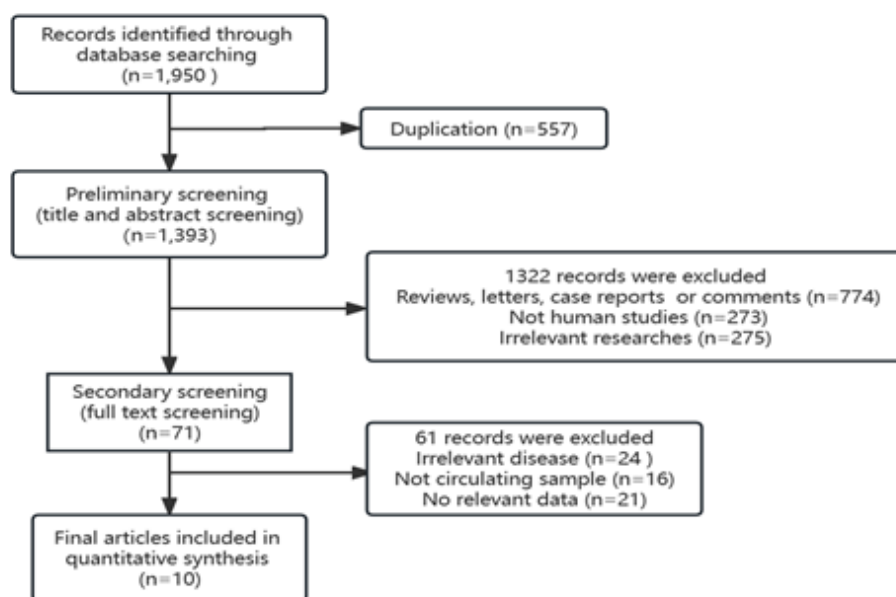 Records identified through
database searching
(n=1,950 )
Duplication (n=557)
Preliminary screening
(title and abstract screening)
(n=1,393)
1322 records were excluded
Reviews, letters, case reports  or comments (n=774)
Not human studies (n=273)
Irrelevant researches (n=275)
Secondary screening
(full text screening)
(n=71)
61 records were excluded
Irrelevant disease (n=24 )
Not circulating sample (n=16)
No relevant data (n=21)
Final articles included in
quantitative synthesis
(n=10)